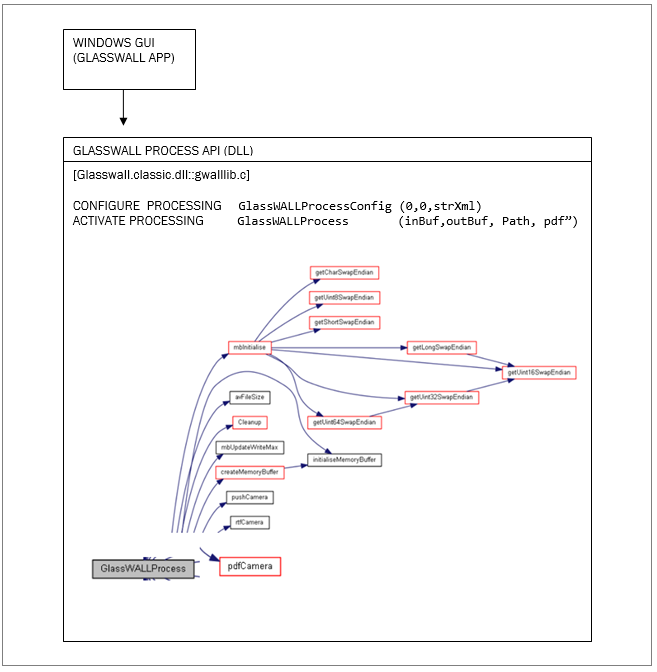 WINDOWS GUI
(GLASSWALL APP)
GLASSWALL PROCESS API (DLL)
[Glasswall.classic.dll::gwalllib.c]
CONFIGURE PROCESSING GlassWALLProcessConfig (0,0,strXml)
ACTIVATE PROCESSING GlassWALLProcess (inBuf,outBuf, Path, pdf”)
getCharSwapEndian
getUint8SwapEndian
getShortSwapEndian
mbInitialise
getLongSwapEndian
getUint16SwapEndian
avFileSize
getUint32SwapEndian
Cleanup
getUint64SwapEndian
mbUpdateWriteMax
initialiseMemoryBuffer
createMemoryBuffer
pushCamera
rtfCamera
GlassWALLProcess
pdfCamera